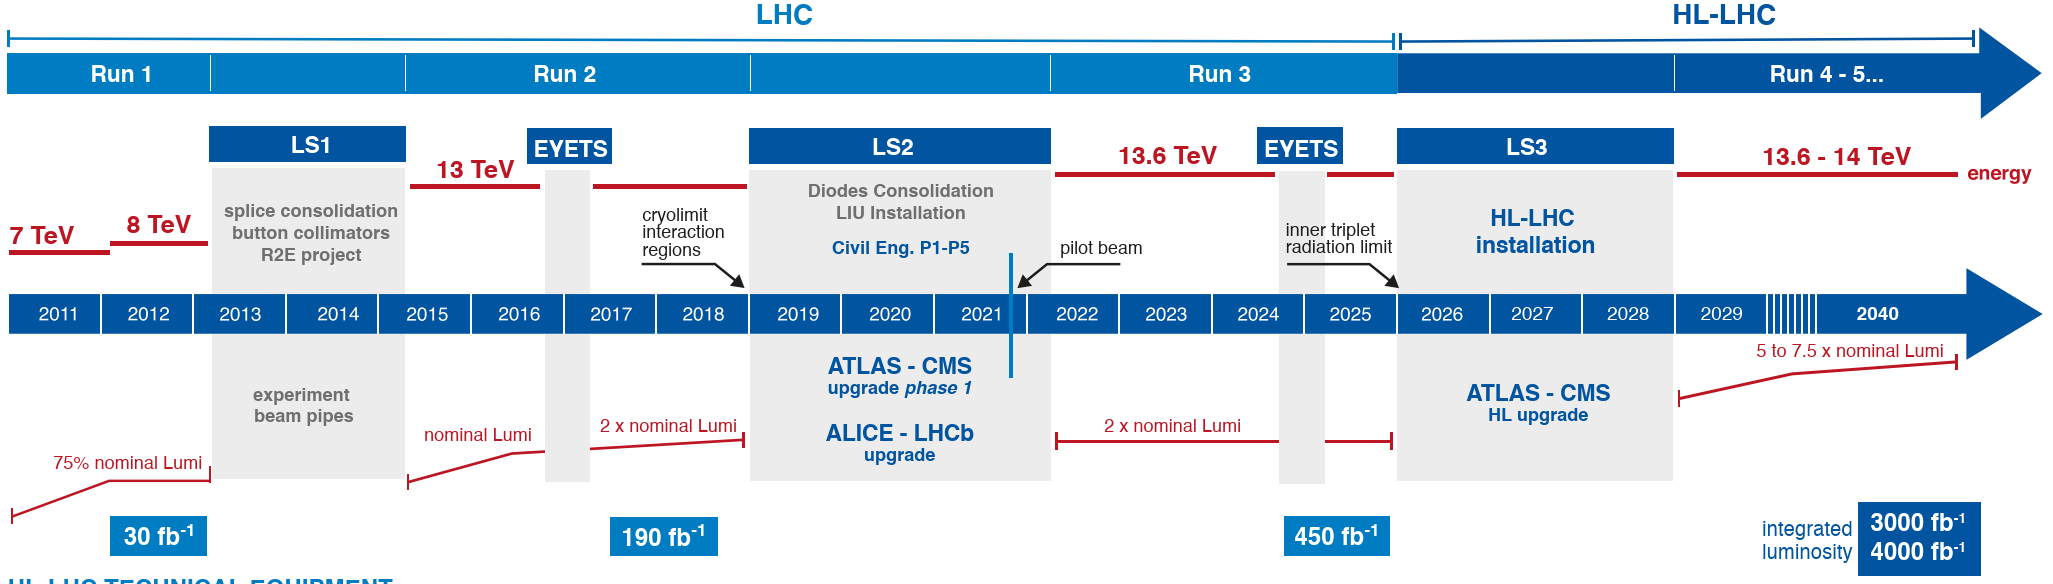 LHC
HL-LHC
Run 1
Run 2
Run 3
Run 4 - 5...
LS1
EYETS
LS2
EYETS
LS3
13 TeV
13.6 TeV
13.6 - 14 TeV
energy
7 TeV
8 TeV
splice consolidation
button collimators
R2E project
cryolimit
interaction
regions
Diodes Consolidation
LIU Installation
Civil Eng. P1-P5
pilot beam
inner triplet
radiation limit
HL-LHC
installation
2011
2012
2013
2014
2015
2016
2017
2018
2019
2020
2021
2022
2023
2024
2025
2026
2027
2028
2029
2040
5 to 7.5 x nominal Lumi
experiment
beam pipes
ATLAS - CMS
upgrade phase 1
ALICE - LHCb
upgrade
ATLAS - CMS
HL upgrade
75% nominal Lumi
nominal Lumi
2 x nominal Lumi
2 x nominal Lumi
30 fb-1
190 fb-1
450 fb-1
integrated
luminosity
3000 fb-1
4000 fb-1
HL-LHC TECHNICAL EQUIPMENT